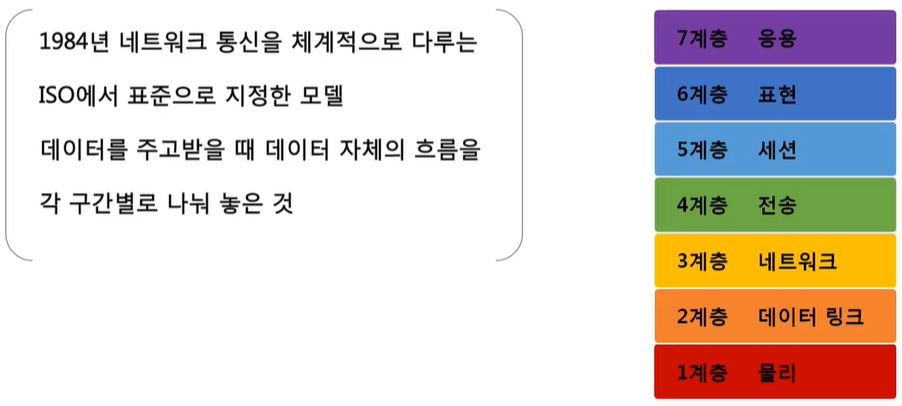 1984년 네트워크 통신을 체계적으로 다루는
ISO에서 표준으로 지정한 모델
데이터를 주고받을 때 데이터 자체의 흐름을
각 구간별로 나눠 놓은 것
7계층 응용
6계층 표현
5계층 세션
4계층 전송
3계층 네트워크
2계층 데이터 링크
1계층 물리